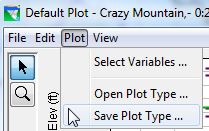 Default Plot - Crazy Mountain,- 0:2
File Edit Plot View
Select Variables ...
Open Plot Type ...
Save Plot Type ...
Elev (ft)